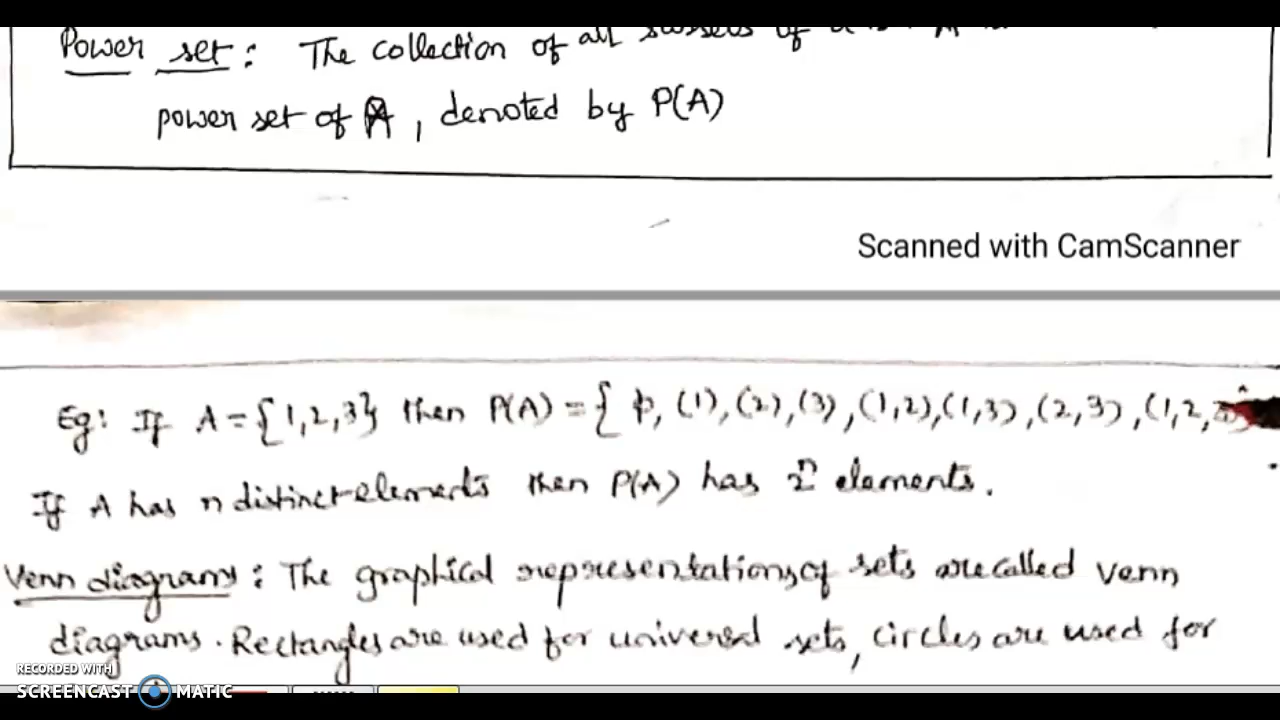 Power set: The collection of all subsets of
power set of A, denoted by P(A)
Scanned with CamScanner
Eg: If A = {1,2,3} then P(A) = { ϕ, (1), (2), (3), (1,2), (1,3), (2,3), (1,2,
If A has n distinct elements then P(A) has 2ⁿ elements.
Venn diagrams: The graphical representations of sets are called venn
diagrams. Rectangles are used for universal sets, circles are used for
RECORDED WITH
SCREENCAST MATIC